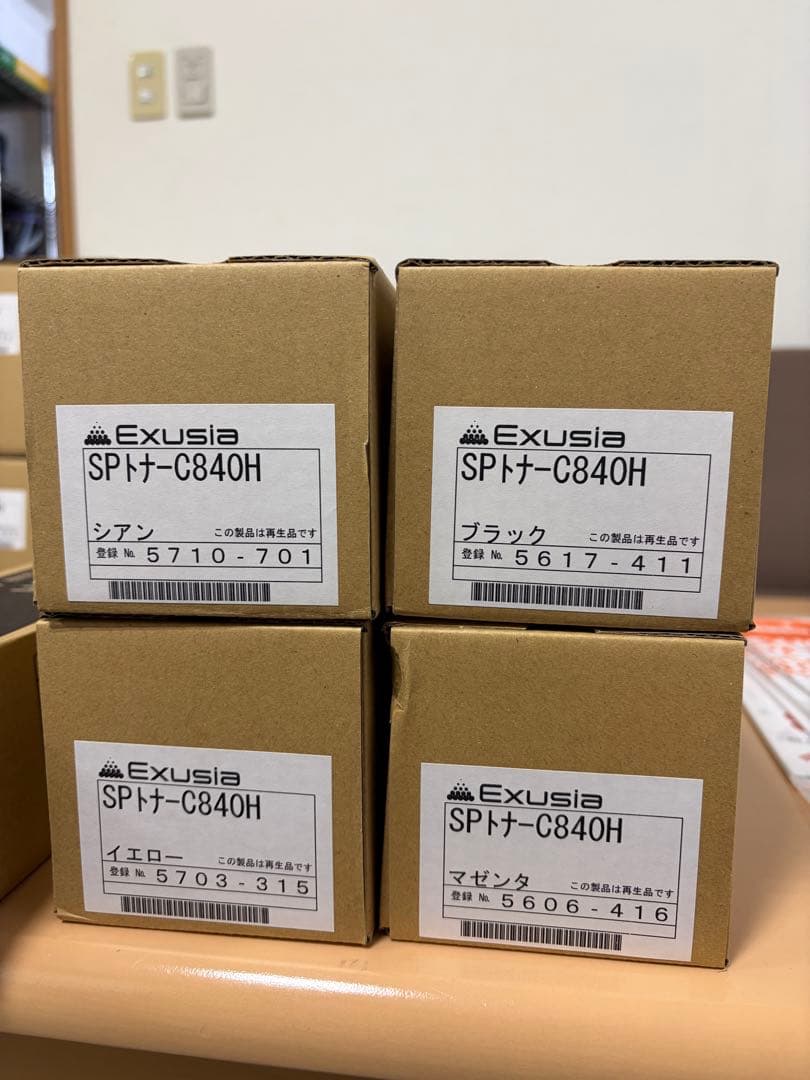 Exusia
SPﾄﾅｰC840H
シアン この製品は再生品です
登録 № 5710-701
Exusia
SPﾄﾅｰC840H
ブラック この製品は再生品です
登録 № 5617-411
Exusia
SPﾄﾅｰC840H
イエロー この製品は再生品です
登録 № 5703-315
Exusia
SPﾄﾅｰC840H
マゼンタ この製品は再生品です
登録 № 5606-416